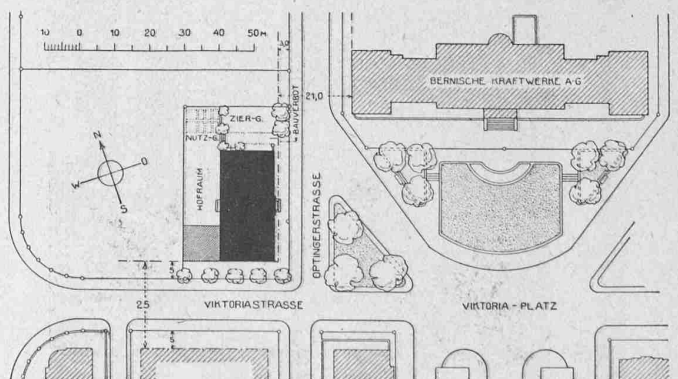 10 0 10 20 30 40 50 M.
BERNISCHE KRAFTWERKE A-G
21,0
BAUVERBOT
ZIER-G.
NUTZ-G.
HOFRAUM
N
O
W
S
OPTINGERSTRASSE
5
VIKTORIASTRASSE
VIKTORIA - PLATZ
25
5